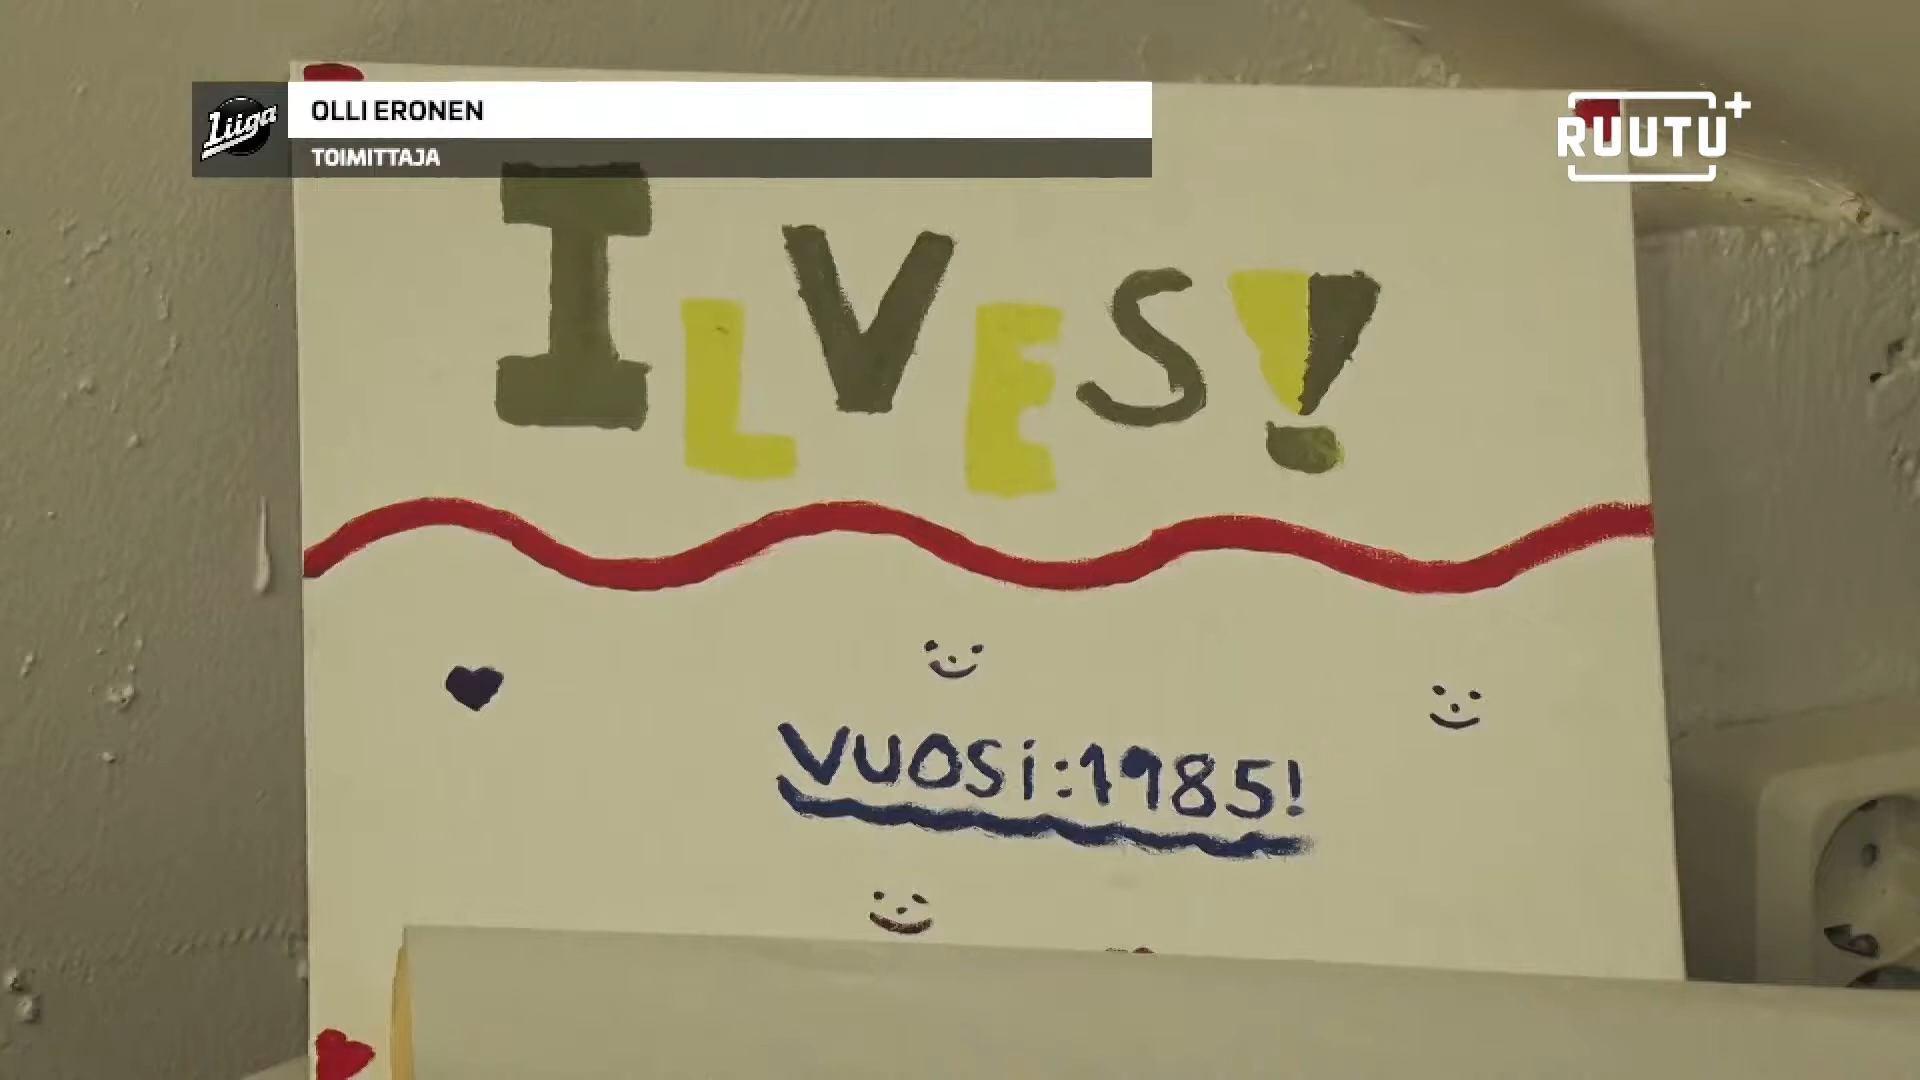 Liiga
OLLI ERONEN
TOIMITTAJA
RUUTU+
ILVES!
VUOSi:1985!